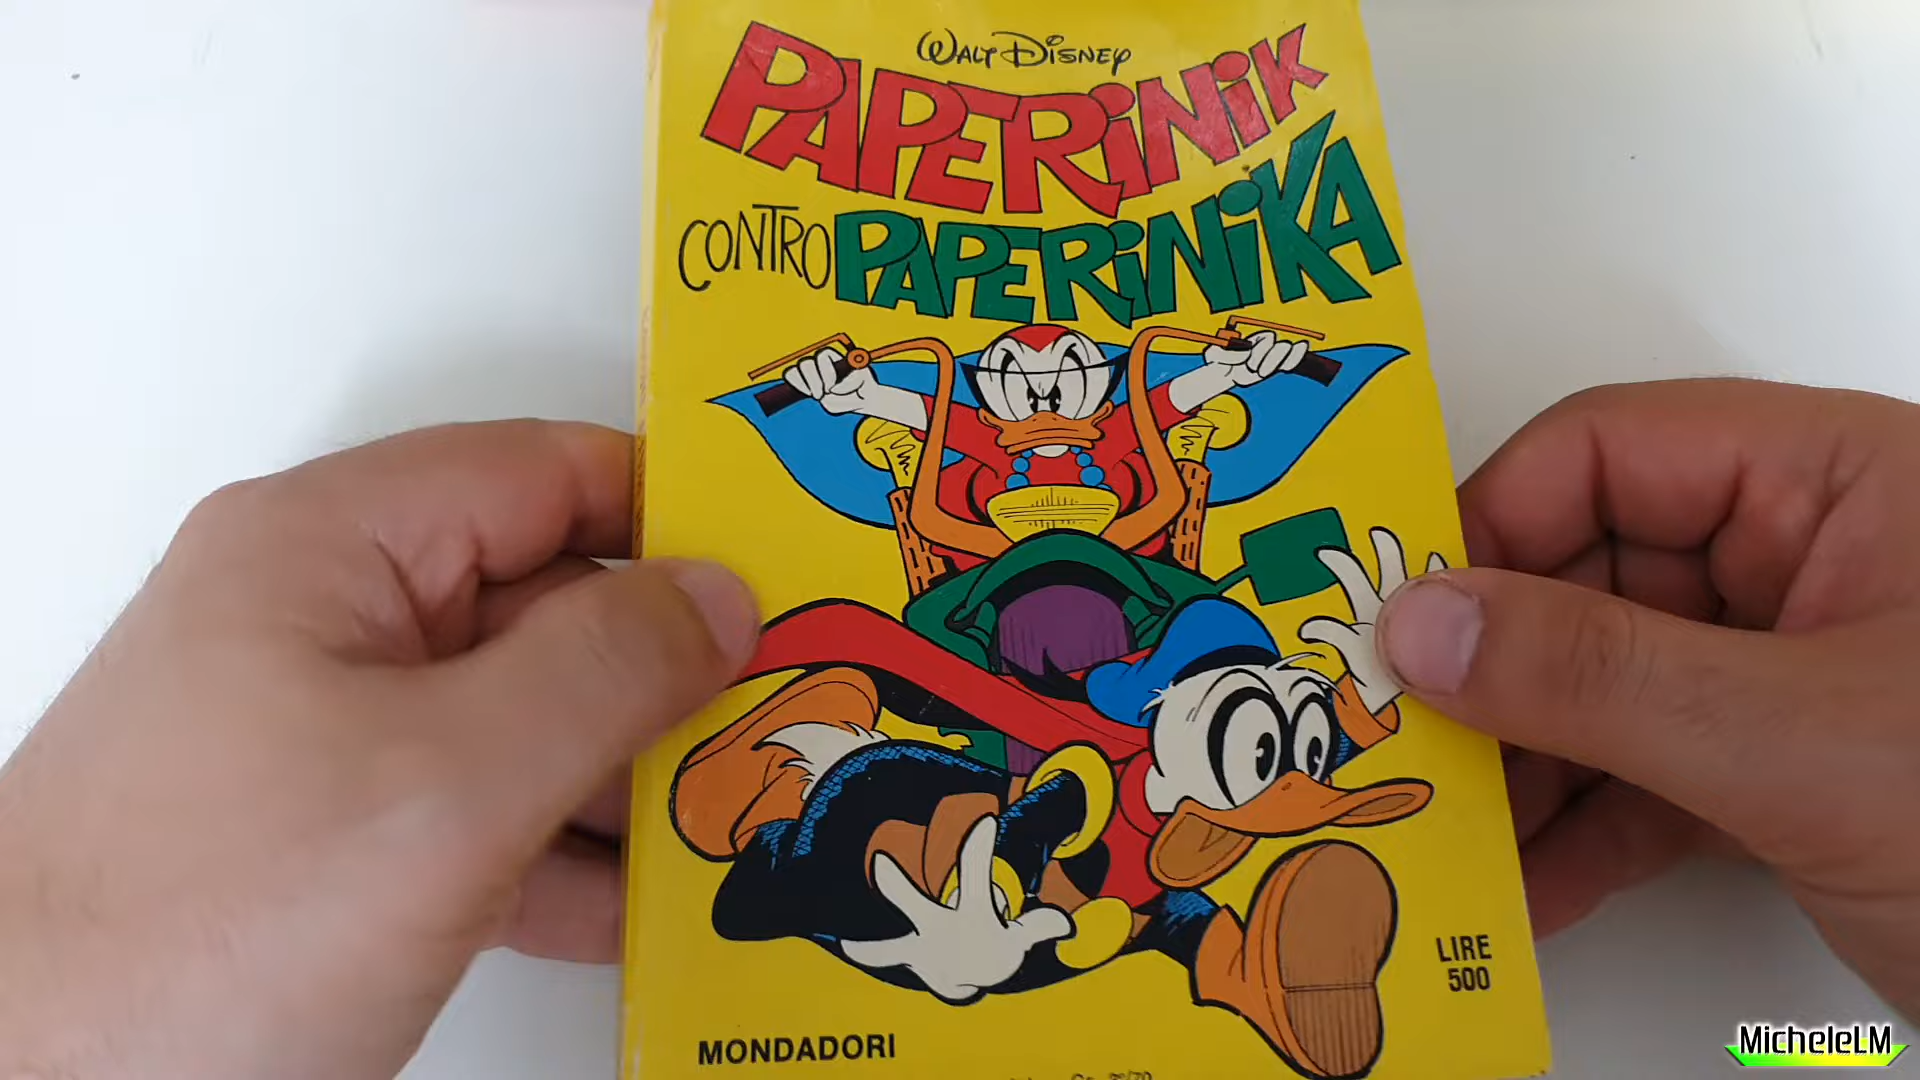 WALT DISNEY
PAPERINIK
CONTRO PAPERINIKA
LIRE
500
MONDADORI
MicheleLM